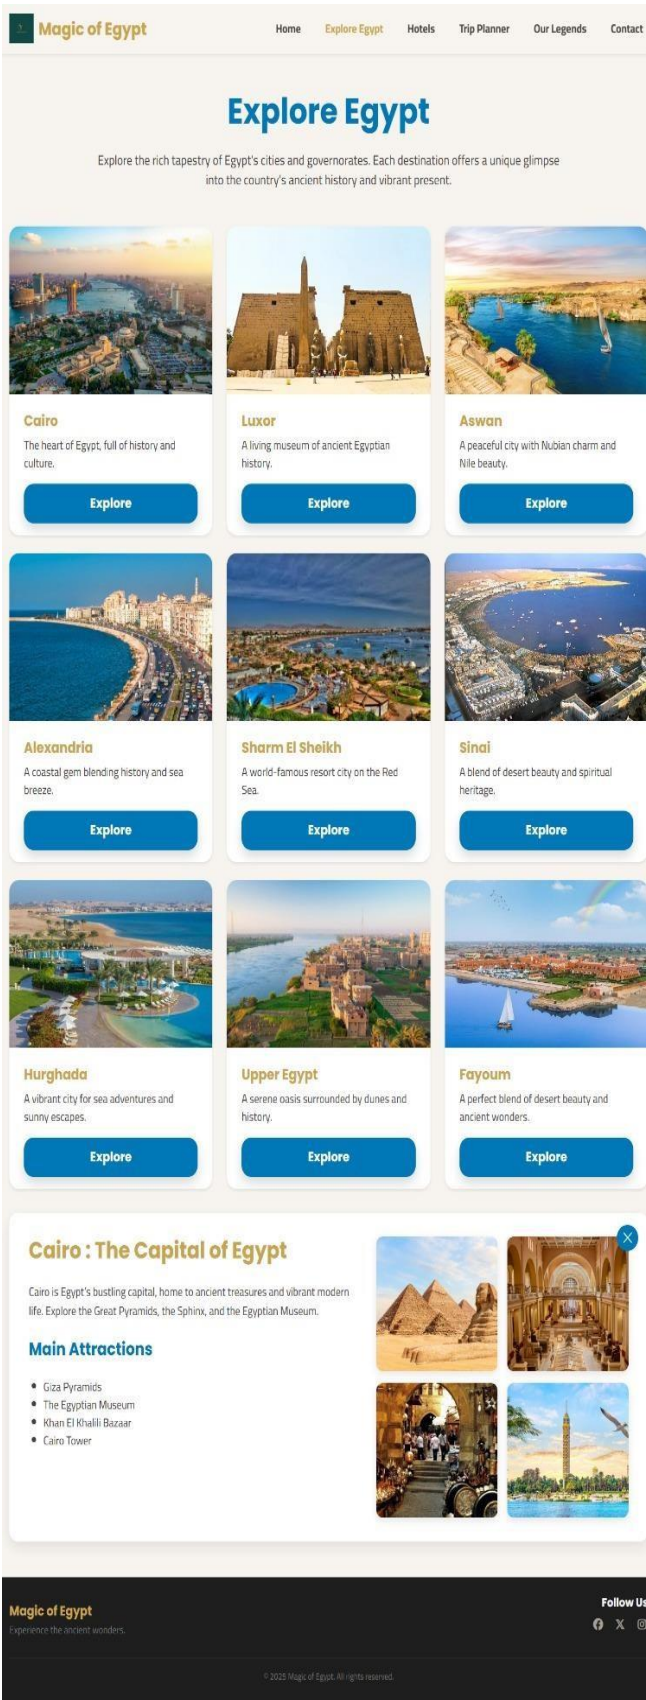 Magic of Egypt
Home
Explore Egypt
Hotels
Trip Planner
Our Legends
Contact
Explore Egypt
Explore the rich tapestry of Egypt's cities and governorates. Each destination offers a unique glimpse
into the country's ancient history and vibrant present.
Cairo
The heart of Egypt, full of history and
culture.
Explore
Luxor
A living museum of ancient Egyptian
history.
Explore
Aswan
A peaceful city with Nubian charm and
Nile beauty.
Explore
Alexandria
A coastal gem blending history and sea
breeze.
Explore
Sharm El Sheikh
A world-famous resort city on the Red
Sea.
Explore
Sinai
A blend of desert beauty and spiritual
heritage.
Explore
Hurghada
A vibrant city for sea adventures and
sunny escapes.
Explore
Upper Egypt
A serene oasis surrounded by dunes and
history.
Explore
Fayoum
A perfect blend of desert beauty and
ancient wonders.
Explore
Cairo : The Capital of Egypt
Cairo is Egypt's bustling capital, home to ancient treasures and vibrant modern
life. Explore the Great Pyramids, the Sphinx, and the Egyptian Museum.
Main Attractions
Giza Pyramids
The Egyptian Museum
Khan El Khalili Bazaar
Cairo Tower
Magic of Egypt
Experience the ancient wonders.
Follow Us
© 2025 Magic of Egypt. All rights reserved.